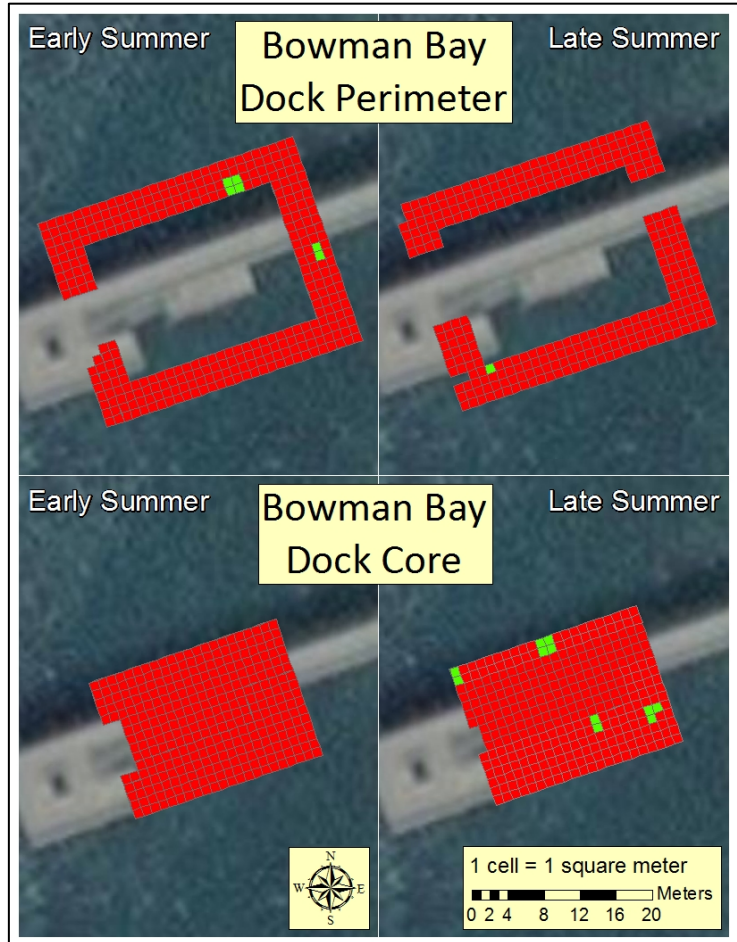 Early Summer
Bowman Bay
Dock Perimeter
Late Summer
Early Summer
Bowman Bay
Dock Core
Late Summer
N
W E
S
1 cell = 1 square meter
Meters
0 2 4 8 12 16 20